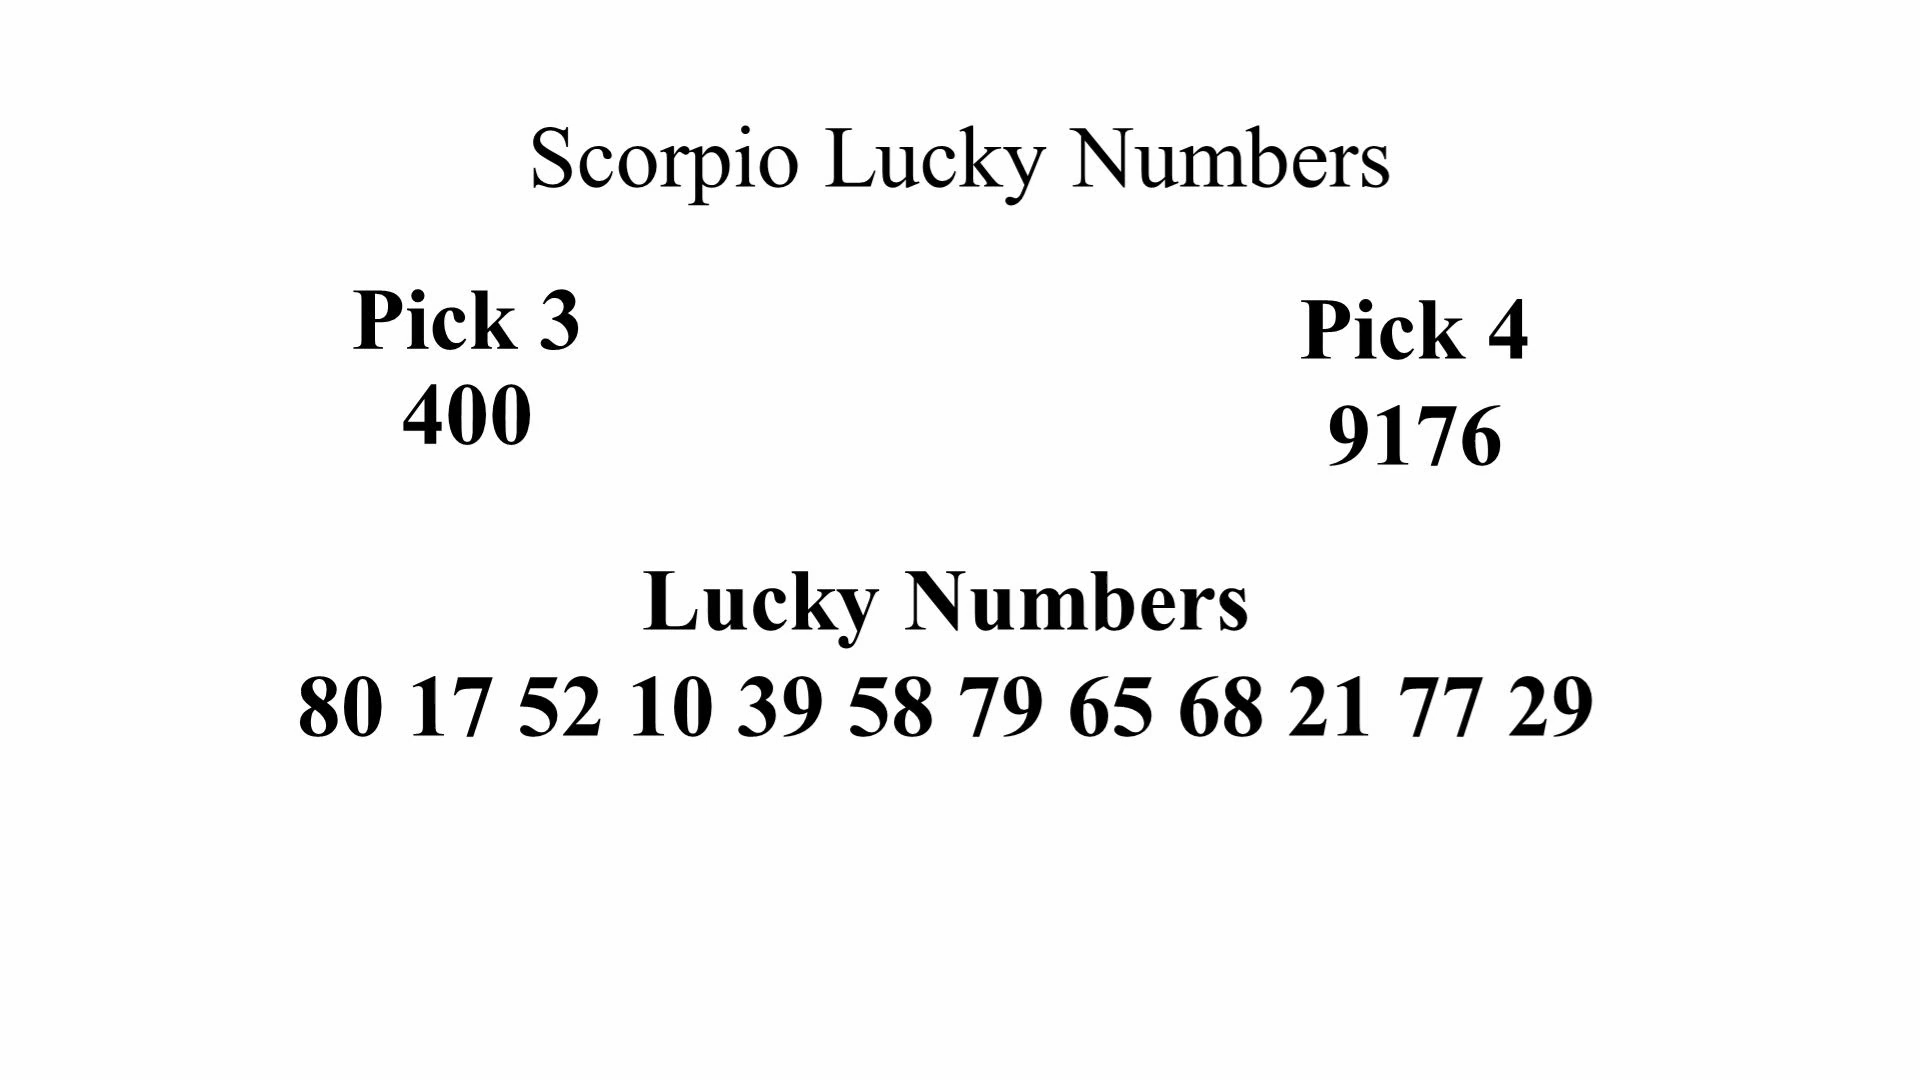 Scorpio Lucky Numbers
Pick 3
400
Pick 4
9176
Lucky Numbers
80 17 52 10 39 58 79 65 68 21 77 29